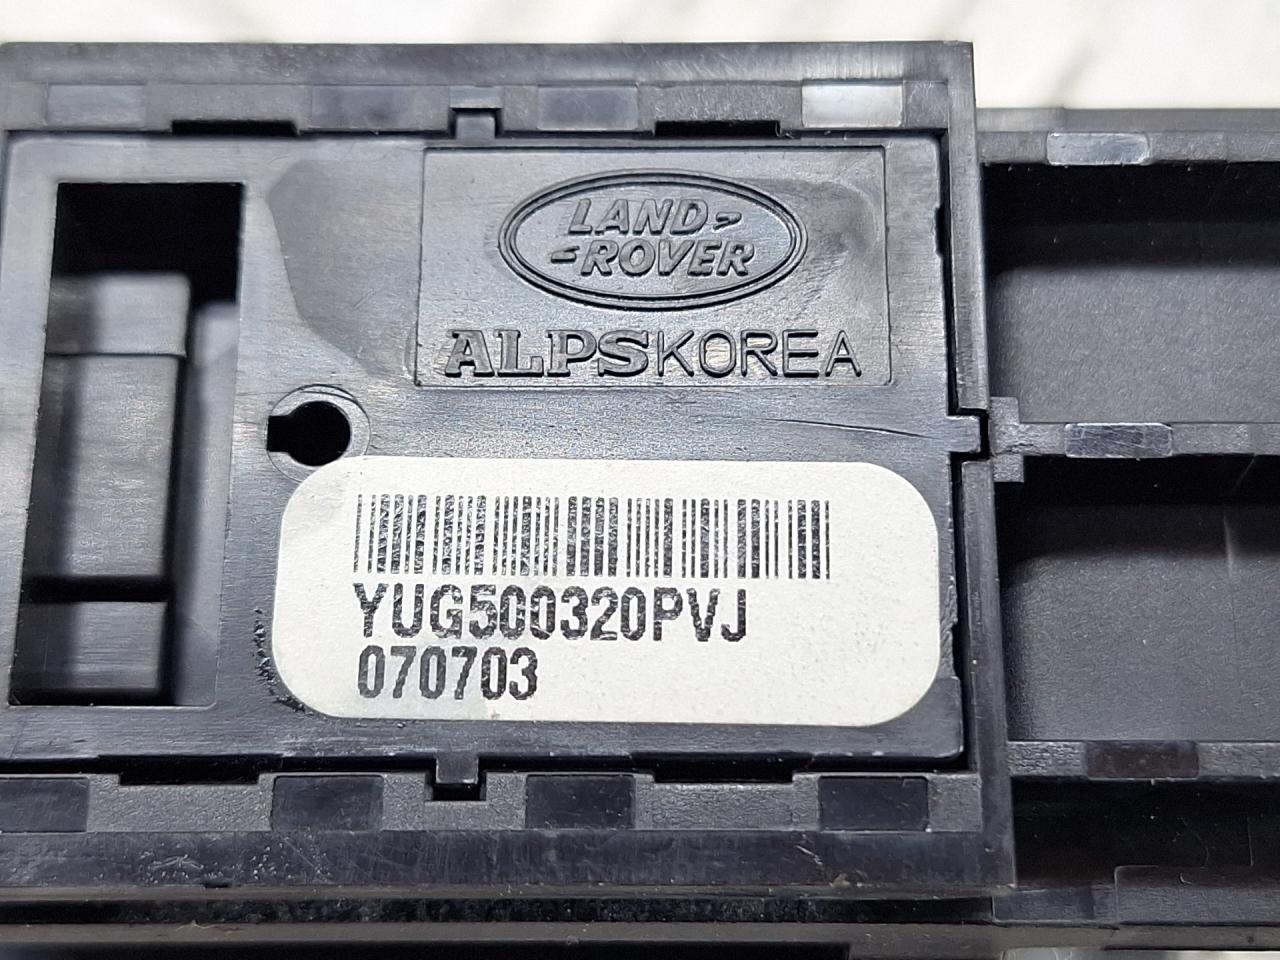 LAND
ROVER
ALPSKOREA
YUG500320PVJ
070703